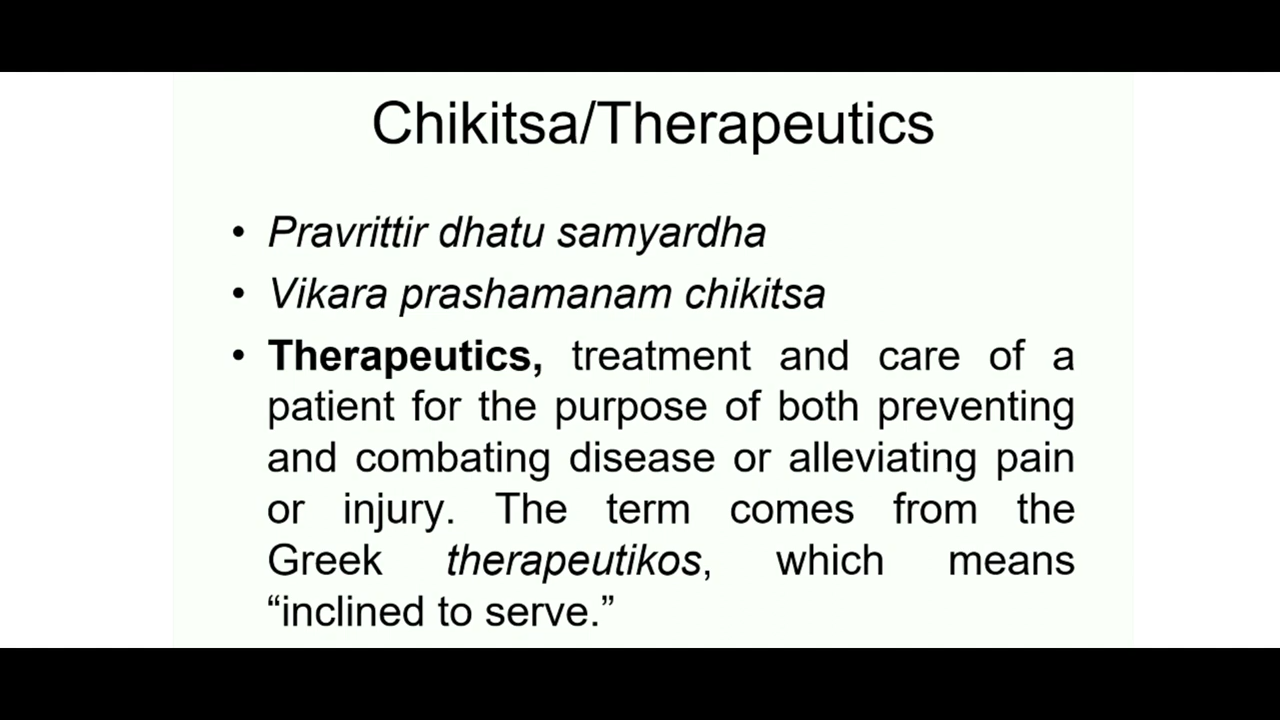 Chikitsa/Therapeutics
• Pravrittir dhatu samyardha
• Vikara prashamanam chikitsa
• Therapeutics, treatment and care of a
patient for the purpose of both preventing
and combating disease or alleviating pain
or injury. The term comes from the
Greek therapeutikos, which means
“inclined to serve.”